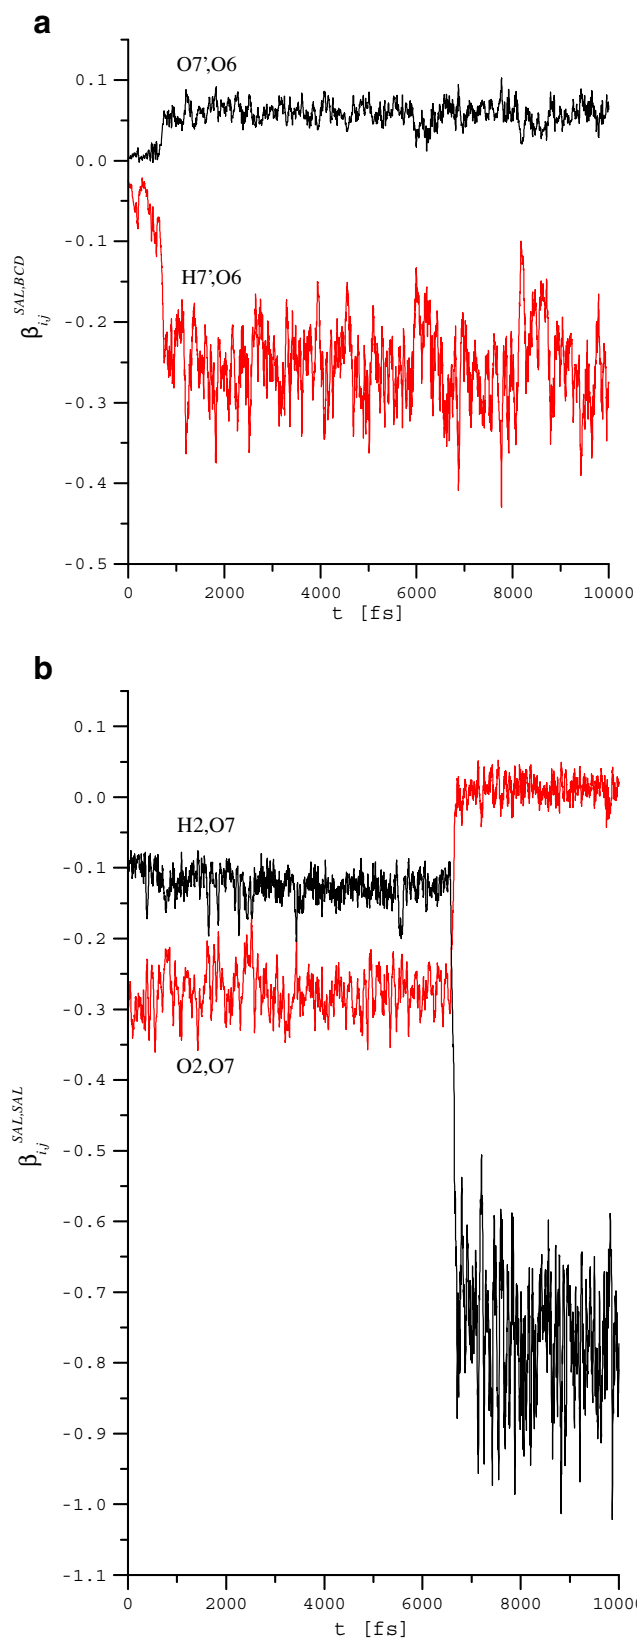 a
O7',O6
0.1
0.0
-0.1
H7',O6
-0.2
-0.3
-0.4
-0.5
β i,j SAL,BCD
0 2000 4000 6000 8000 10000
t [fs]
b
0.1
0.0
H2,O7
-0.1
-0.2
-0.3
O2,O7
-0.4
-0.5
-0.6
-0.7
-0.8
-0.9
-1.0
-1.1
β i,j SAL,SAL
0 2000 4000 6000 8000 1000
t [fs]